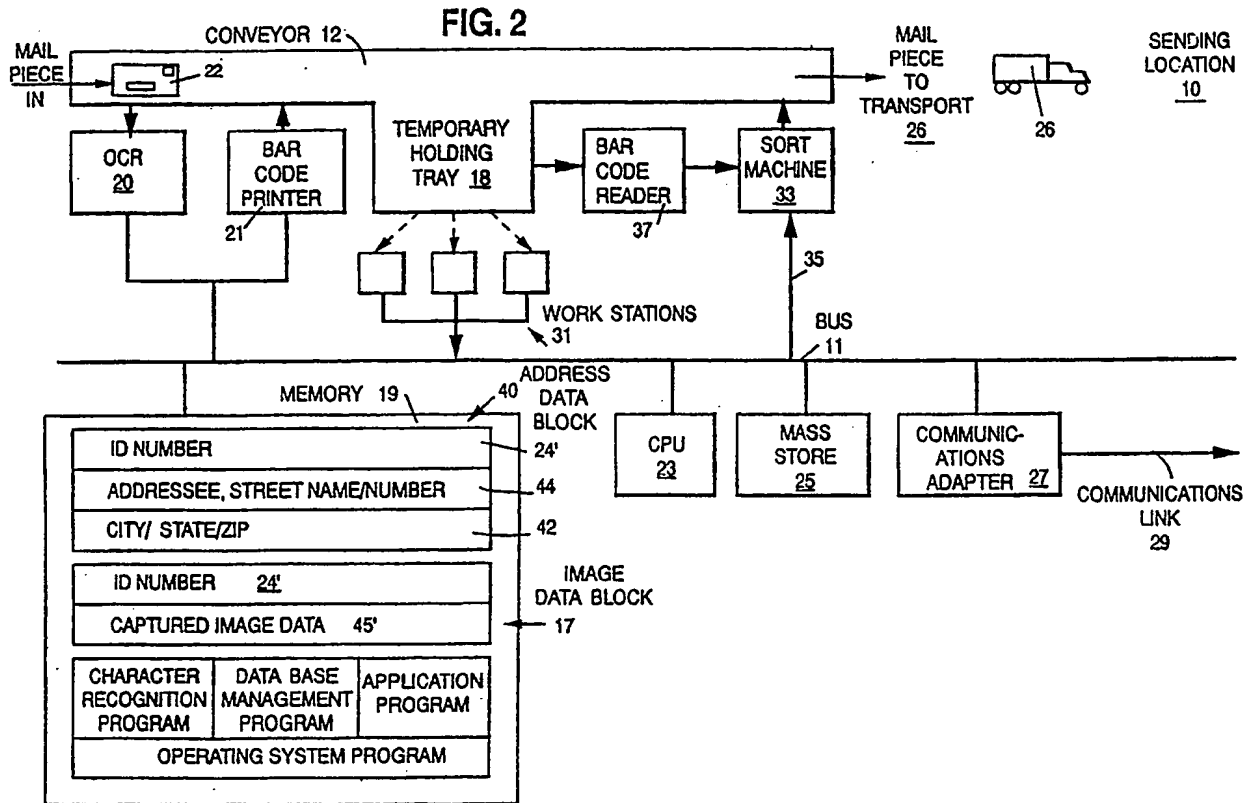 FIG. 2
CONVEYOR 12
MAIL
PIECE
IN
22
MAIL
PIECE
TO
TRANSPORT
26
26
SENDING
LOCATION
10
OCR
20
BAR
CODE
PRINTER
21
TEMPORARY
HOLDING
TRAY 18
BAR
CODE
READER
37
SORT
MACHINE
33
35
WORK STATIONS
31
BUS
11
MEMORY 19
40
ADDRESS
DATA
BLOCK
ID NUMBER
24'
ADDRESSEE, STREET NAME/NUMBER
44
CITY/ STATE/ZIP
42
ID NUMBER 24'
CAPTURED IMAGE DATA 45'
IMAGE
DATA BLOCK
17
CHARACTER
RECOGNITION
PROGRAM
DATA BASE
MANAGEMENT
PROGRAM
APPLICATION
PROGRAM
OPERATING SYSTEM PROGRAM
CPU
23
MASS
STORE
25
COMMUNIC-
ATIONS
ADAPTER 27
COMMUNICATIONS
LINK
29